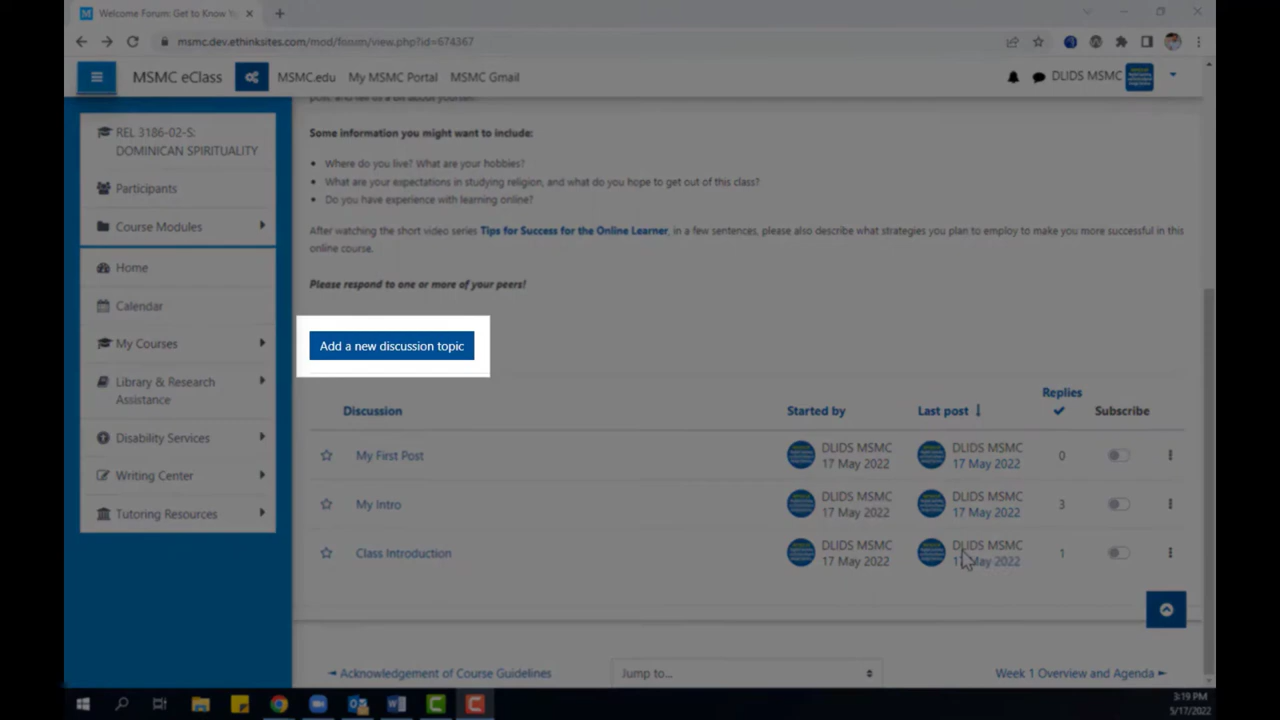 Welcome Forum: Get to Know Y
msmc.dev.ethinksites.com/mod/forum/view.php?id=674367
MSMC eClass MSMC.edu My MSMC Portal MSMC Gmail DLIDS MSMC
REL 3186-02-S:
DOMINICAN SPIRITUALITY
Participants
Course Modules
Home
Calendar
My Courses
Library & Research
Assistance
Disability Services
Writing Center
Tutoring Resources
post, and tell us a bit about yourself.
Some information you might want to include:
Where do you live? What are your hobbies?
What are your expectations in studying religion, and what do you hope to get out of this class?
Do you have experience with learning online?
After watching the short video series Tips for Success for the Online Learner, in a few sentences, please also describe what strategies you plan to employ to make you more successful in this
online course.
Please respond to one or more of your peers!
Add a new discussion topic
Discussion Started by Last post ↓ Replies Subscribe
My First Post DLIDS MSMC DLIDS MSMC 0
17 May 2022 17 May 2022
My Intro DLIDS MSMC DLIDS MSMC 3
17 May 2022 17 May 2022
Class Introduction DLIDS MSMC DLIDS MSMC 1
17 May 2022 17 May 2022
◄ Acknowledgement of Course Guidelines Jump to... Week 1 Overview and Agenda ►
3:19 PM
5/17/2022